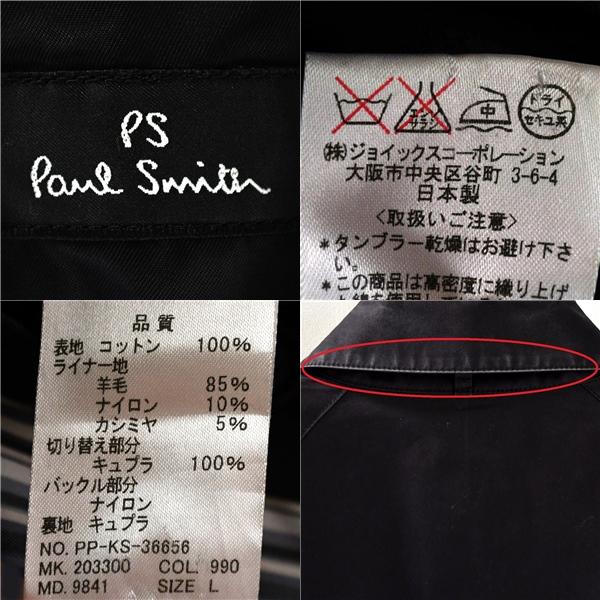 PS
Paul Smith
エンソ
サラシ
中
ドライ
セキユ系
㈱ジョイックスコーポレーション
大阪市中央区谷町 3-6-4
日本製
<取扱いご注意>
*タンブラー乾燥はお避け下さ
い。
*この商品は高密度に織り上げ
品質
表地 コットン 100%
ライナー地
羊毛 85%
ナイロン 10%
カシミヤ 5%
切り替え部分
キュプラ 100%
バックル部分
ナイロン
裏地 キュプラ
NO. PP-KS-36656
MK. 203300 COL. 990
MD. 9841 SIZE L